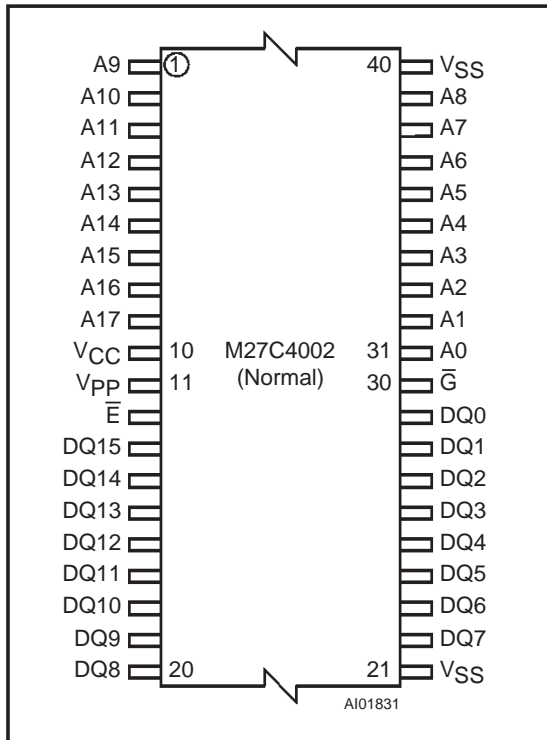 A9 1 40 VSS
A10 A8
A11 A7
A12 A6
A13 A5
A14 A4
A15 A3
A16 A2
A17 A1
VCC 10 M27C4002 31 A0
VPP 11 (Normal) 30 G̅
E̅ DQ0
DQ15 DQ1
DQ14 DQ2
DQ13 DQ3
DQ12 DQ4
DQ11 DQ5
DQ10 DQ6
DQ9 DQ7
DQ8 20 21 VSS
AI01831